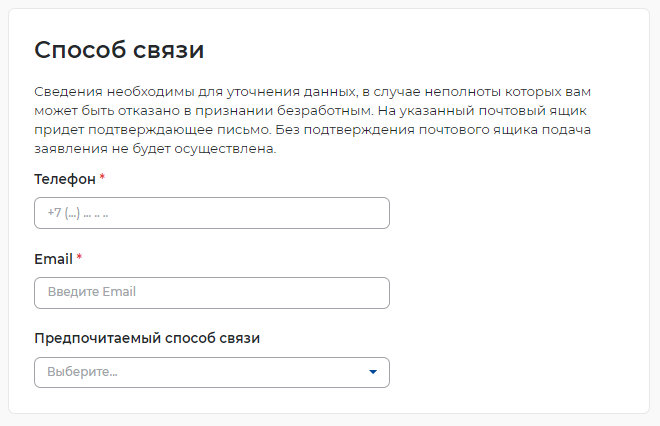 Способ связи
Сведения необходимы для уточнения данных, в случае неполноты которых вам
может быть отказано в признании безработным. На указанный почтовый ящик
придет подтверждающее письмо. Без подтверждения почтового ящика подача
заявления не будет осуществлена.
Телефон *
+7 (...) ... .. ..
Email *
Введите Email
Предпочитаемый способ связи
Выберите...